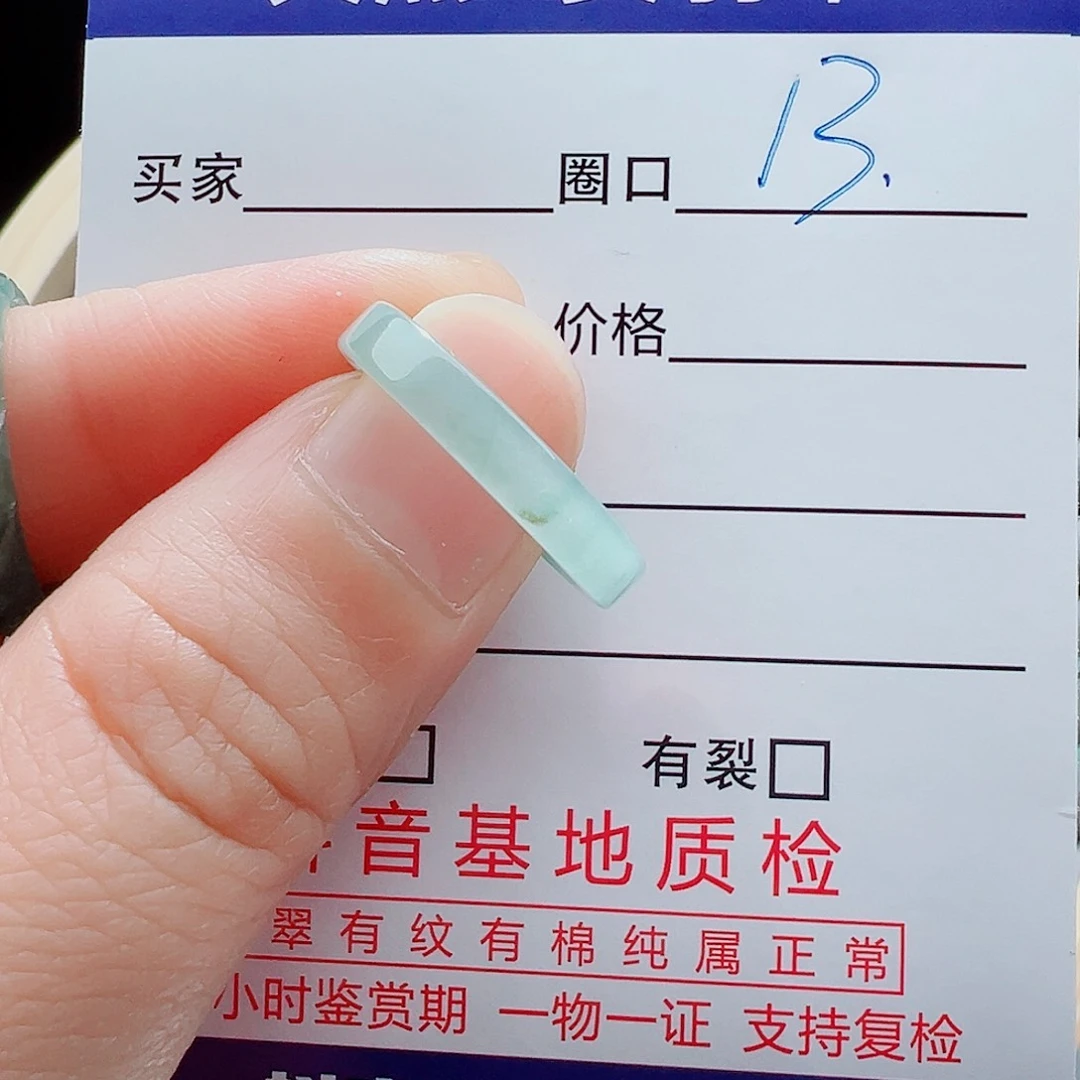 买家 圈口 13.
价格
有裂
音基地质检
翠有纹有棉纯属正常
小时鉴赏期 一物一证 支持复检